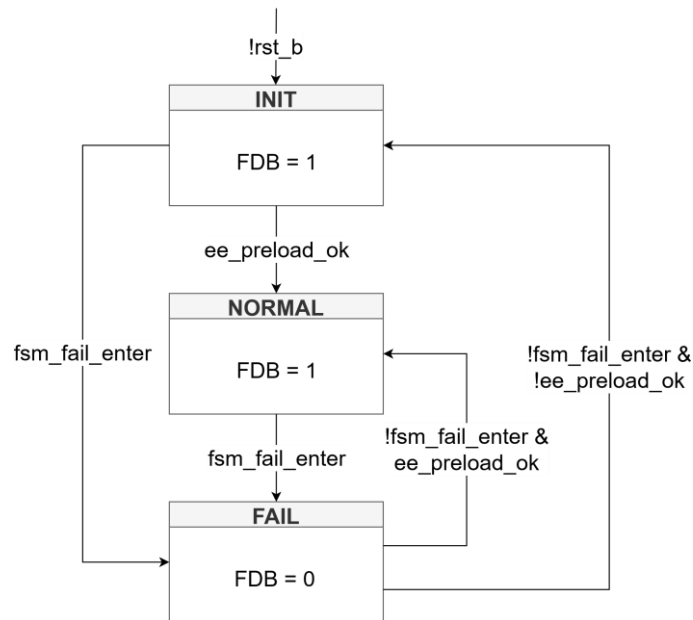 !rst_b
INIT
FDB = 1
ee_preload_ok
NORMAL
FDB = 1
fsm_fail_enter
!fsm_fail_enter &
!ee_preload_ok
!fsm_fail_enter &
ee_preload_ok
fsm_fail_enter
FAIL
FDB = 0